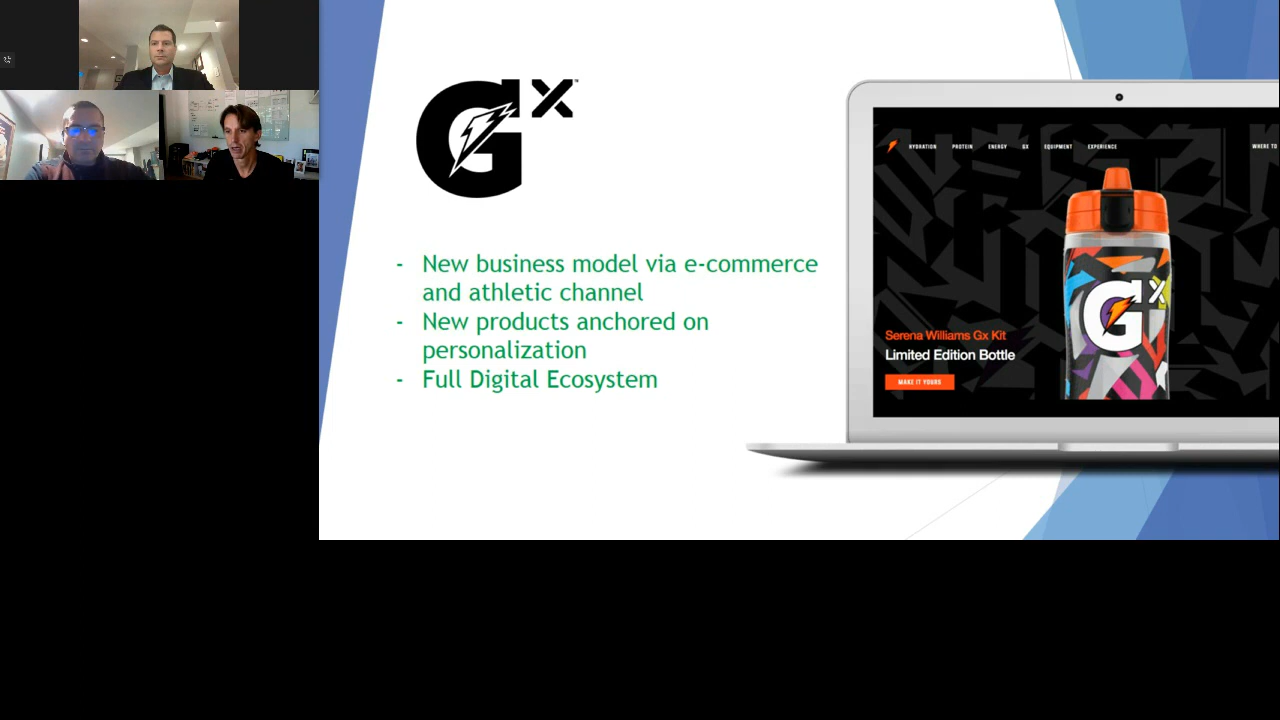 Gx™
- New business model via e-commerce
and athletic channel
- New products anchored on
personalization
- Full Digital Ecosystem
HYDRATION PROTEIN ENERGY GX EQUIPMENT EXPERIENCE WHERE TO
Gx
Serena Williams Gx Kit
Limited Edition Bottle
MAKE IT YOURS